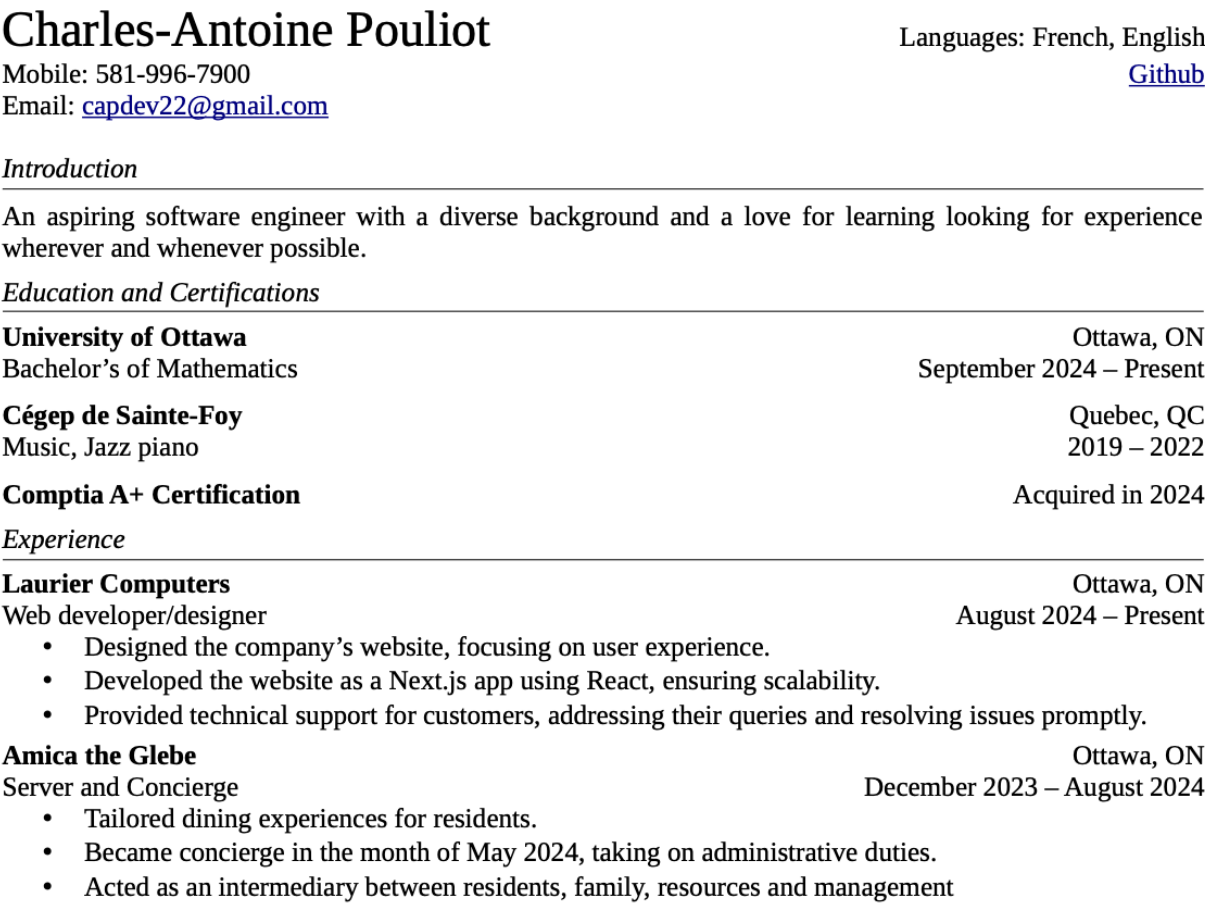 Charles-Antoine Pouliot
Languages: French, English
Mobile: 581-996-7900
Github
Email: capdev22@gmail.com
Introduction
An aspiring software engineer with a diverse background and a love for learning looking for experience
wherever and whenever possible.
Education and Certifications
University of Ottawa
Ottawa, ON
Bachelor’s of Mathematics
September 2024 – Present
Cégep de Sainte-Foy
Quebec, QC
Music, Jazz piano
2019 – 2022
Comptia A+ Certification
Acquired in 2024
Experience
Laurier Computers
Ottawa, ON
Web developer/designer
August 2024 – Present
• Designed the company’s website, focusing on user experience.
• Developed the website as a Next.js app using React, ensuring scalability.
• Provided technical support for customers, addressing their queries and resolving issues promptly.
Amica the Glebe
Ottawa, ON
Server and Concierge
December 2023 – August 2024
• Tailored dining experiences for residents.
• Became concierge in the month of May 2024, taking on administrative duties.
• Acted as an intermediary between residents, family, resources and management